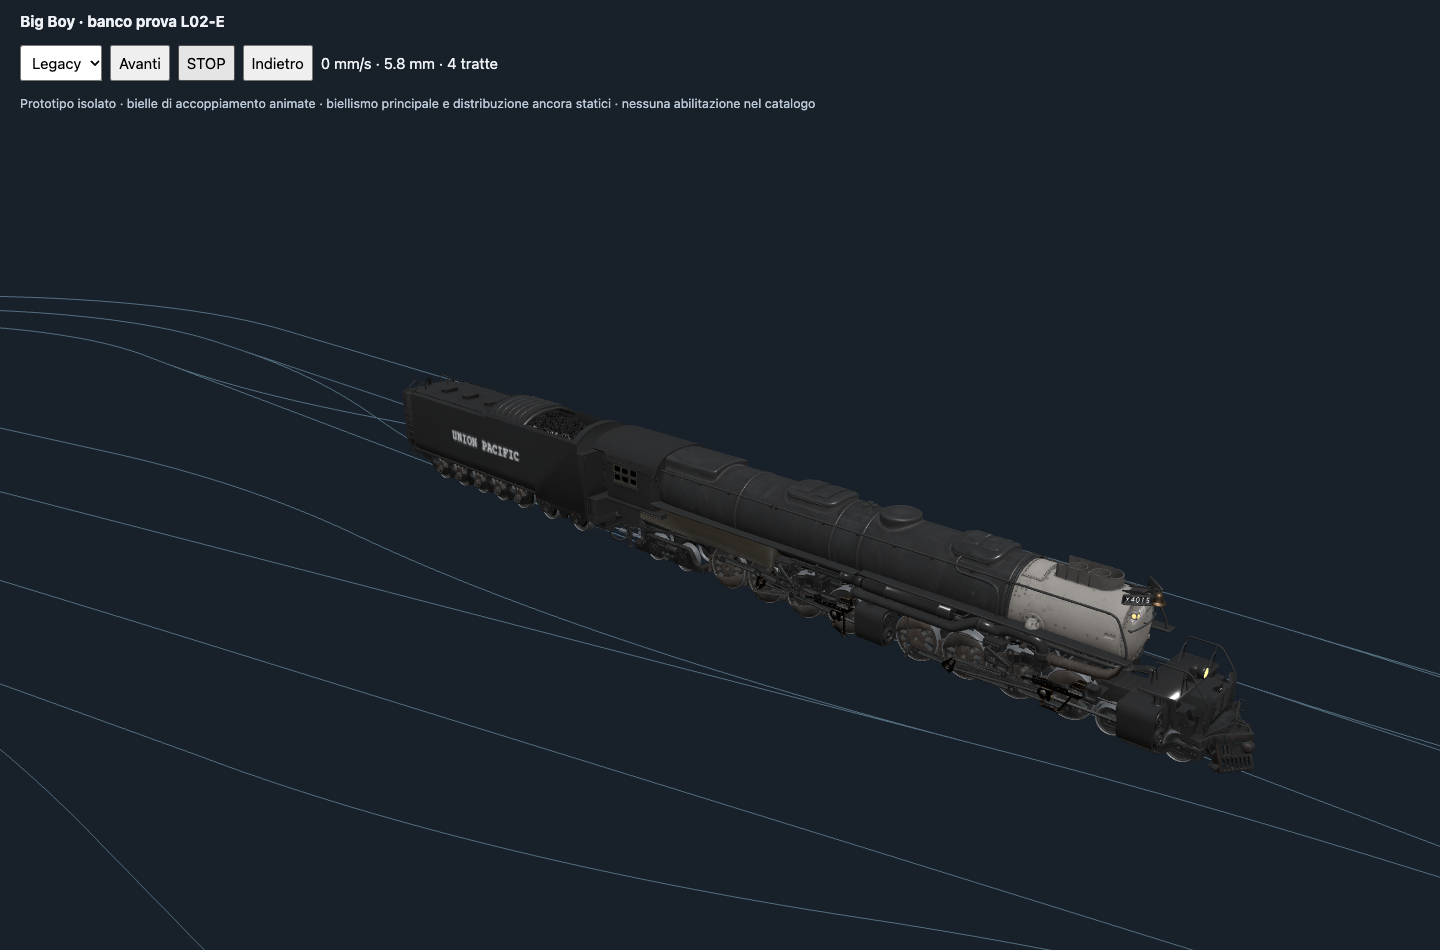 Big Boy · banco prova L02-E
Legacy Avanti STOP Indietro 0 mm/s · 5.8 mm · 4 tratte
Prototipo isolato · bielle di accoppiamento animate · biellismo principale e distribuzione ancora statici · nessuna abilitazione nel catalogo
UNION PACIFIC
X4015